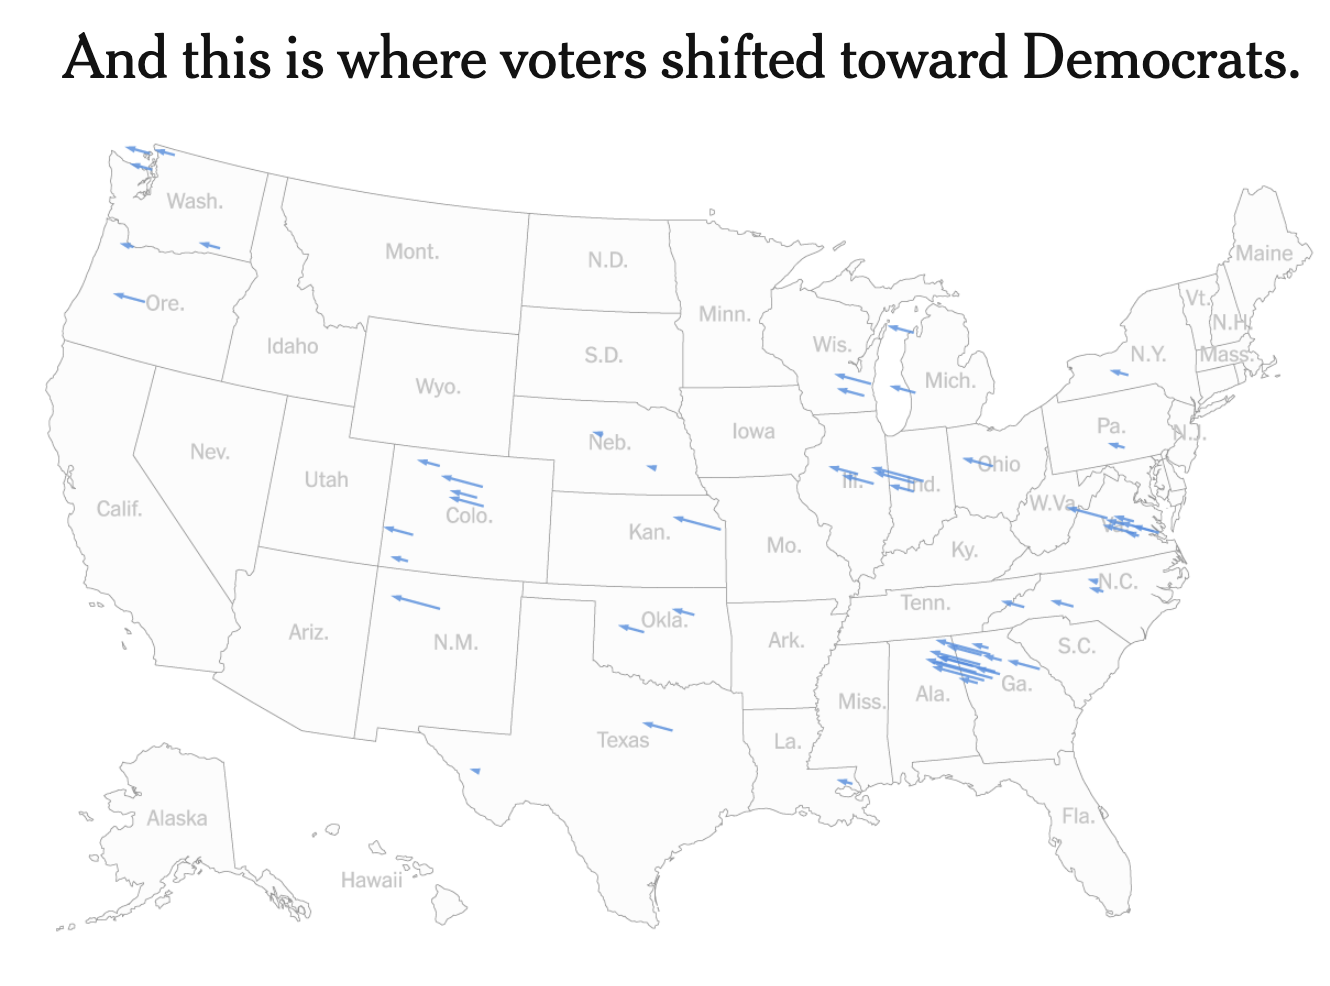 And this is where voters shifted toward Democrats.
Wash.
Mont.
N.D.
Minn.
Maine
Vt.
N.H.
Ore.
Idaho
S.D.
Wis.
Mich.
N.Y.
Mass.
Wyo.
Neb.
Iowa
Pa.
N.J.
Nev.
Utah
Colo.
Ill.
Ind.
Ohio
W.Va.
Va.
Calif.
Kan.
Mo.
Ky.
N.C.
Ariz.
N.M.
Okla.
Ark.
Tenn.
S.C.
Texas
La.
Miss.
Ala.
Ga.
Alaska
Hawaii
Fla.